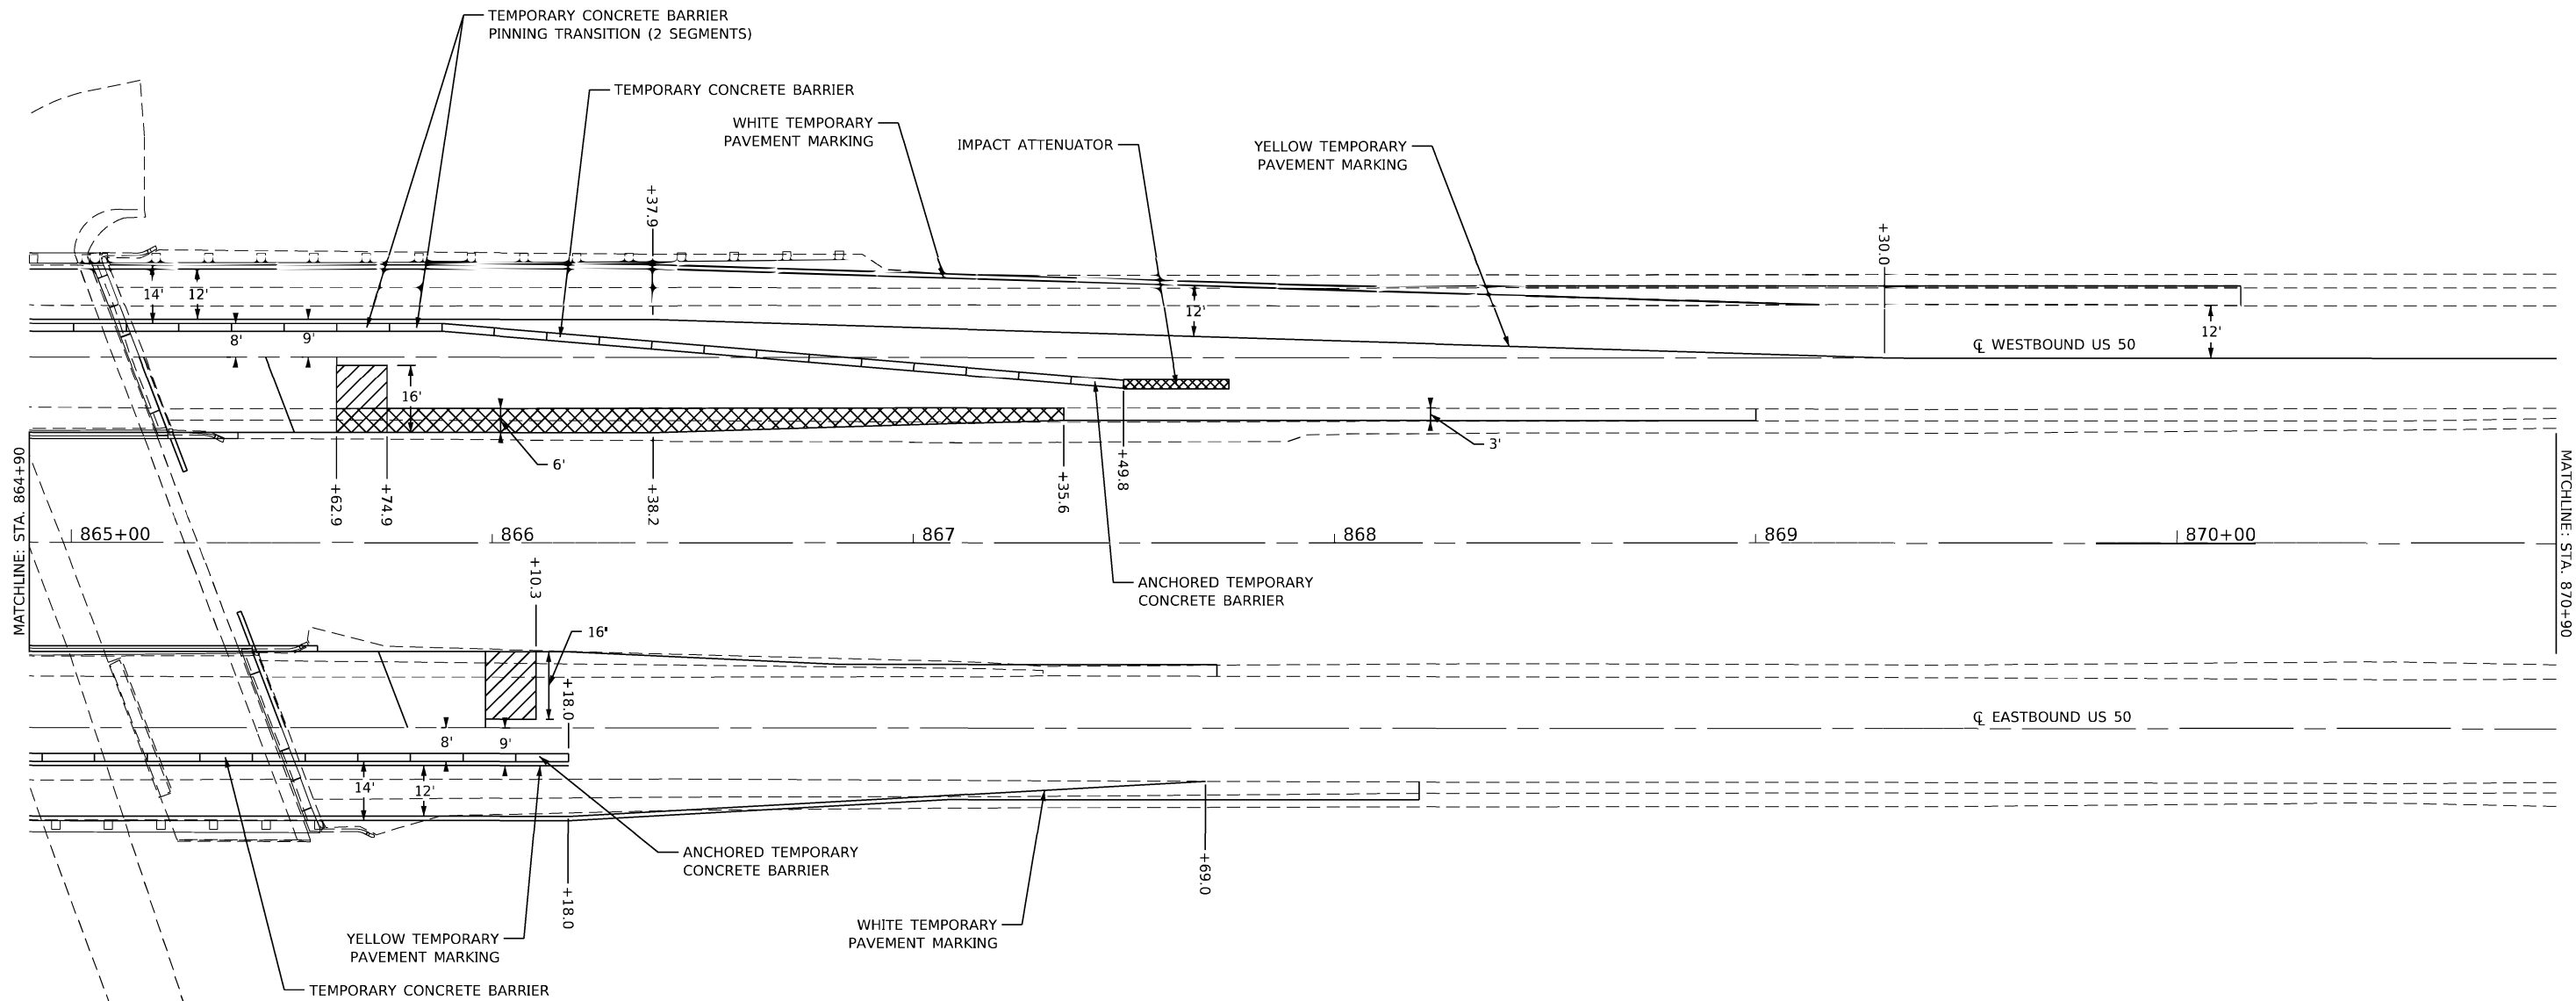 TEMPORARY CONCRETE BARRIER
PINNING TRANSITION (2 SEGMENTS)
TEMPORARY CONCRETE BARRIER
WHITE TEMPORARY
PAVEMENT MARKING
IMPACT ATTENUATOR
YELLOW TEMPORARY
PAVEMENT MARKING
+37.9
+30.0
14'
12'
12'
12'
8'
9'
℄ WESTBOUND US 50
16'
6'
3'
+62.9
+74.9
+38.2
+35.6
+49.8
MATCHLINE: STA. 864+90
MATCHLINE: STA. 870+90
865+00
866
867
868
869
870+00
+10.3
ANCHORED TEMPORARY
CONCRETE BARRIER
16'
+18.0
℄ EASTBOUND US 50
8'
9'
14'
12'
ANCHORED TEMPORARY
CONCRETE BARRIER
+18.0
+69.0
YELLOW TEMPORARY
PAVEMENT MARKING
WHITE TEMPORARY
PAVEMENT MARKING
TEMPORARY CONCRETE BARRIER